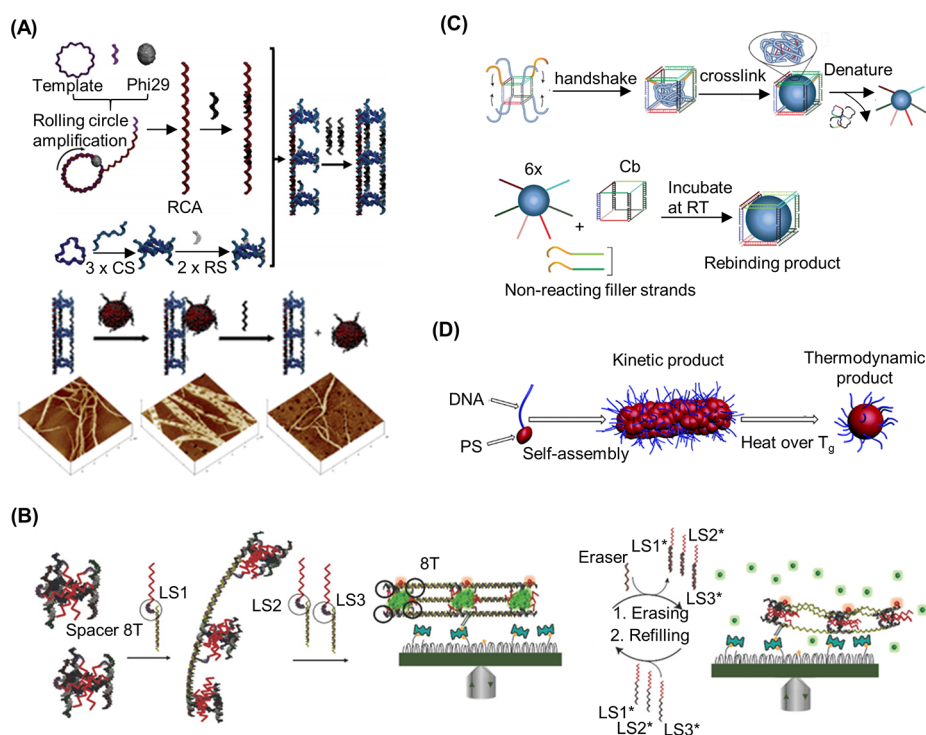 (A)
Template
Phi29
Rolling circle
amplification
RCA
3 x CS
2 x RS
(C)
handshake
crosslink
Denature
6x
Cb
+
Incubate
at RT
Non-reacting filler strands
Rebinding product
+
(D)
DNA
PS
Self-assembly
Kinetic product
Heat over Tg
Thermodynamic
product
(B)
Spacer 8T
LS1
LS2
LS3
8T
Eraser
LS1*
LS2*
LS3*
1. Erasing
2. Refilling
LS1*
LS2*
LS3*